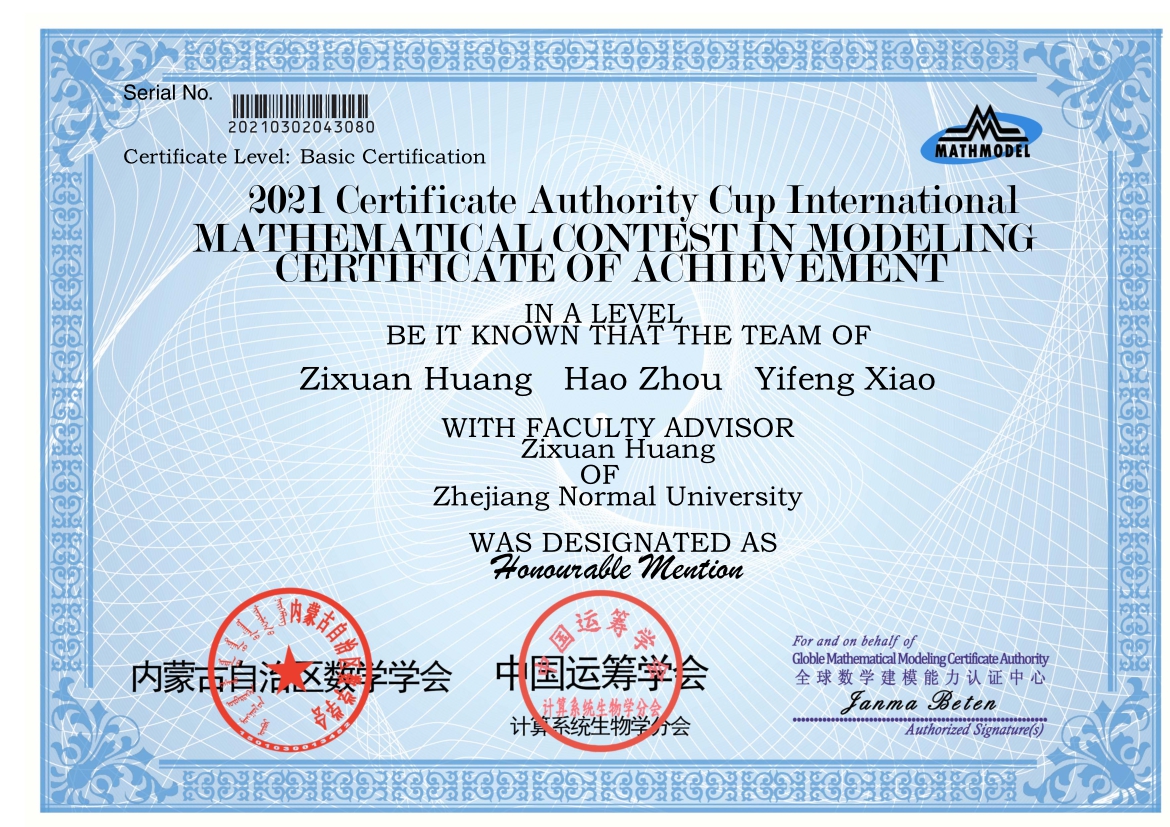 Serial No.
20210302043080
Certificate Level: Basic Certification
MATHMODEL
2021 Certificate Authority Cup International
MATHEMATICAL CONTEST IN MODELING
CERTIFICATE OF ACHIEVEMENT
IN A LEVEL
BE IT KNOWN THAT THE TEAM OF
Zixuan Huang Hao Zhou Yifeng Xiao
WITH FACULTY ADVISOR
Zixuan Huang
OF
Zhejiang Normal University
WAS DESIGNATED AS
Honourable Mention
内蒙古自治区数学学会
内蒙古自治区数学学会
中国运筹学会
计算系统生物学分会
中国运筹学会
计算系统生物学分会
For and on behalf of
Globle Mathematical Modeling Certificate Authority
全球数学建模能力认证中心
Janma Beten
Authorized Signature(s)